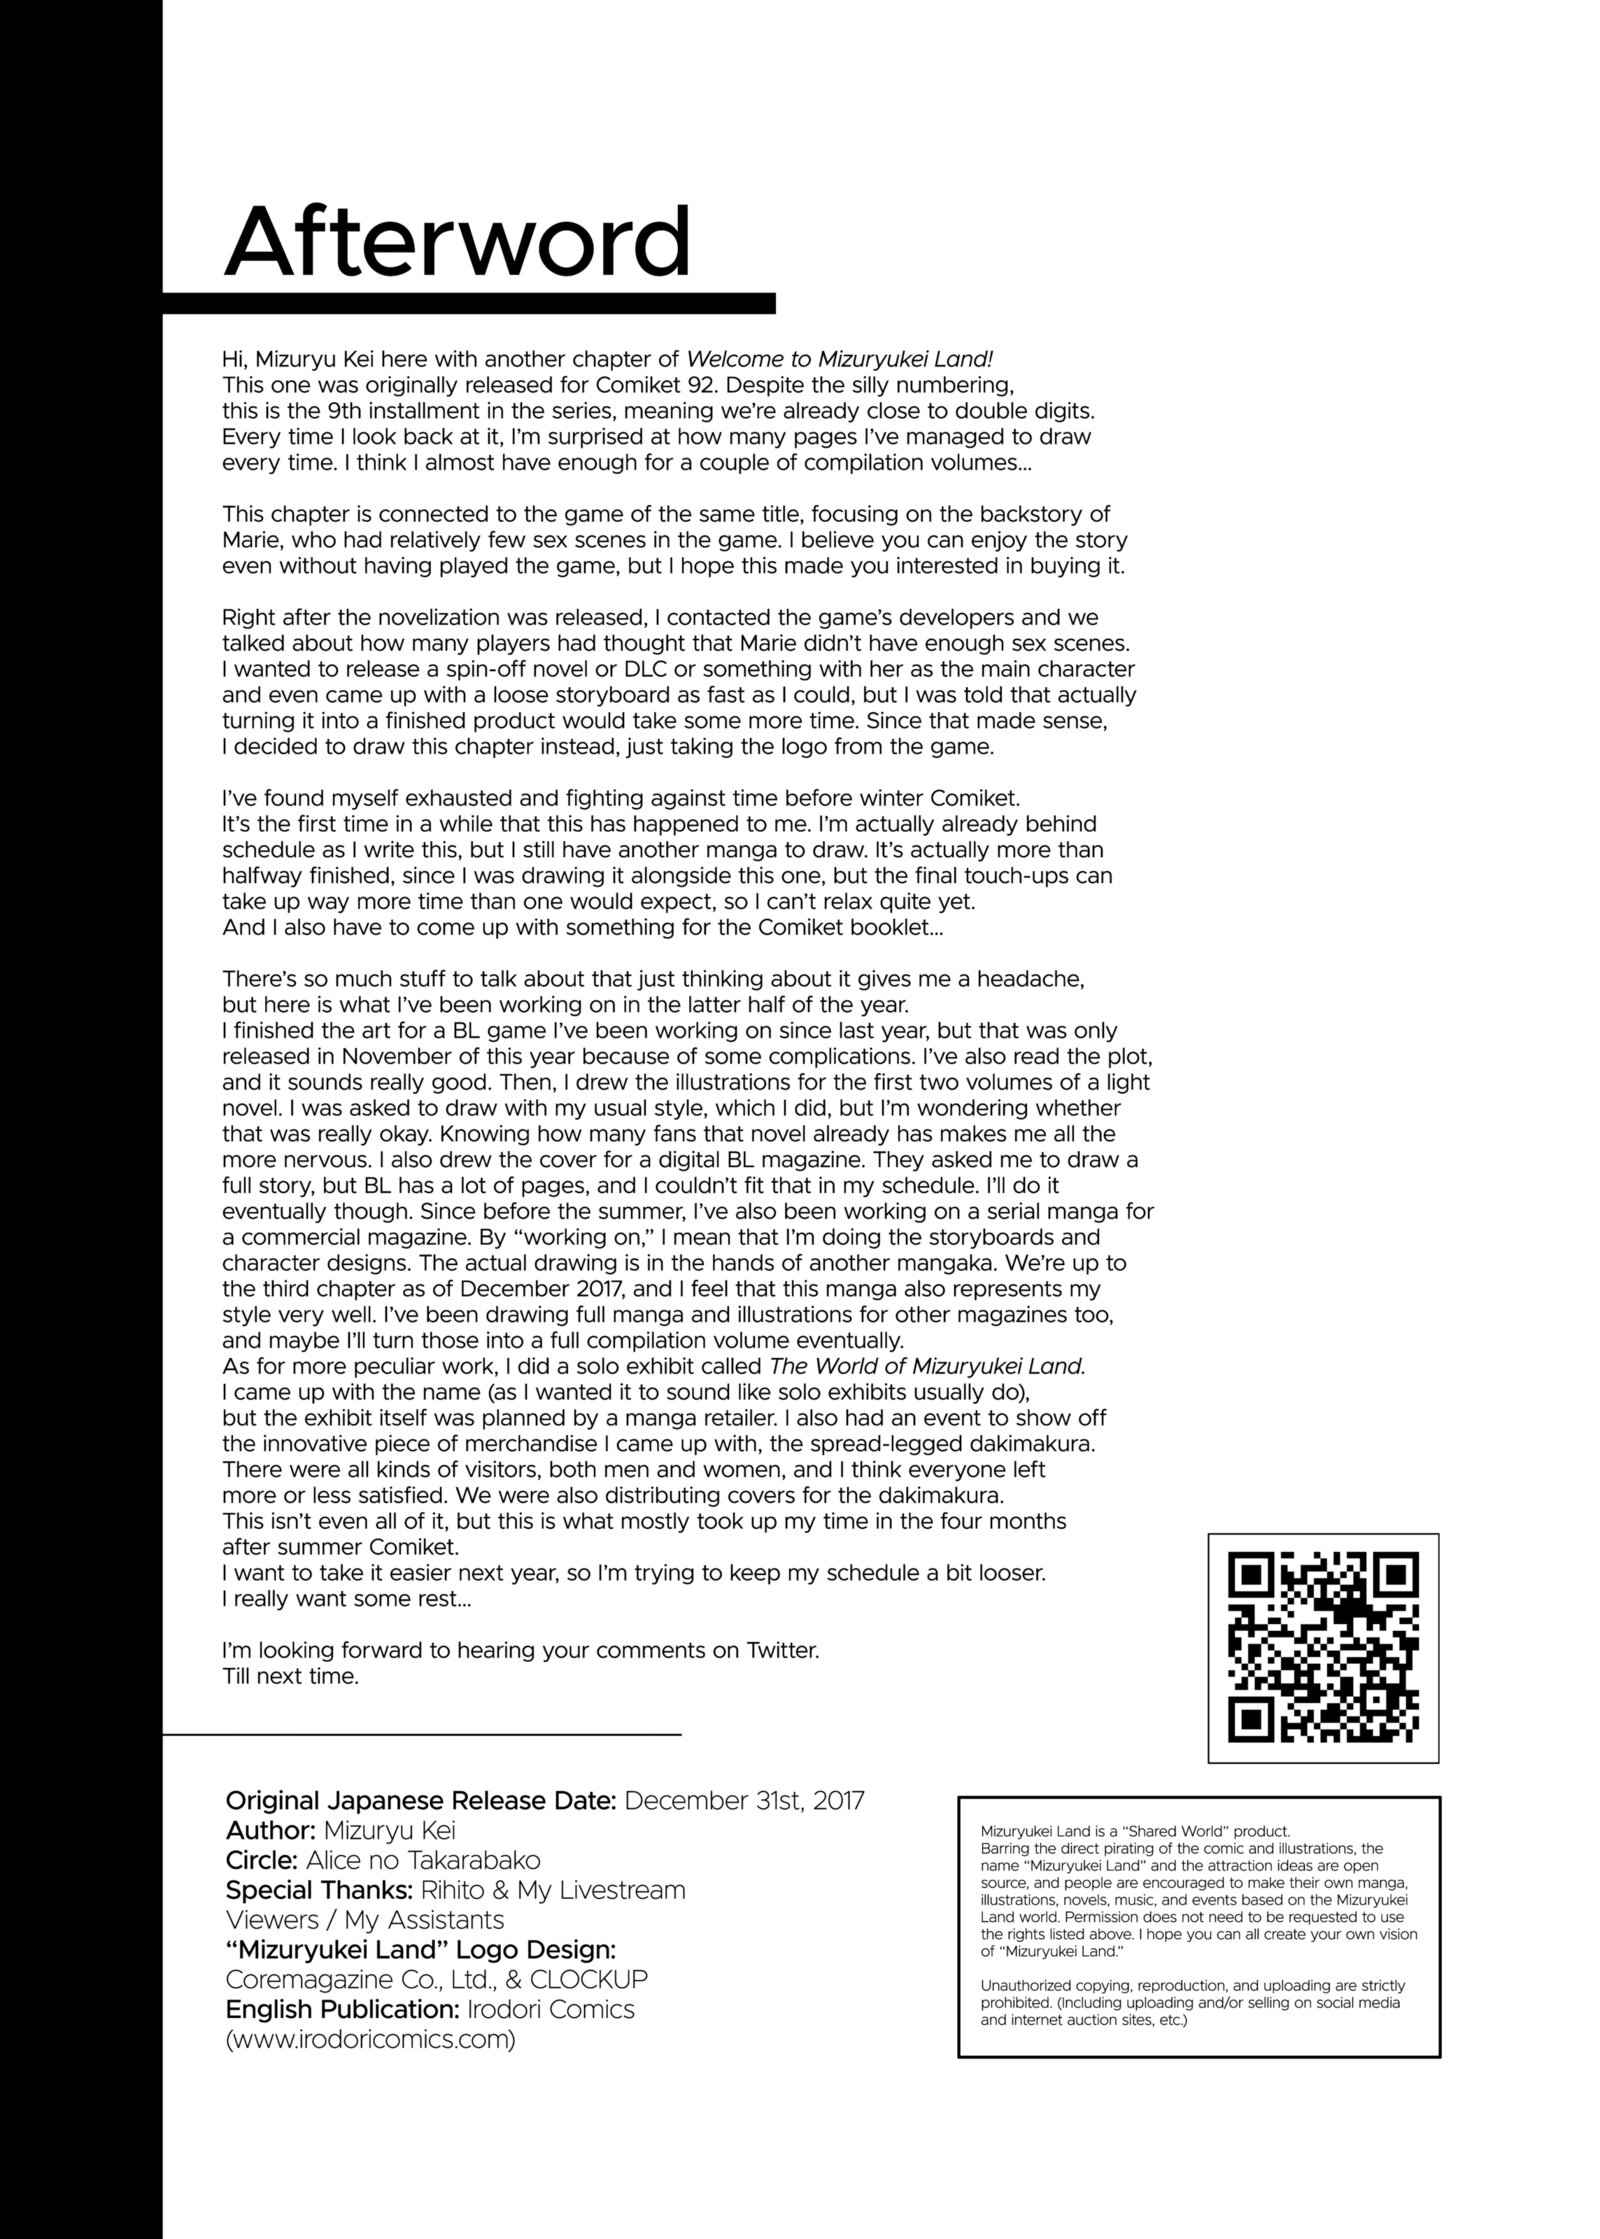 Afterword
Hi, Mizuryu Kei here with another chapter of Welcome to Mizuryukei Land!
This one was originally released for Comiket 92. Despite the silly numbering,
this is the 9th installment in the series, meaning we're already close to double digits.
Every time I look back at it, I'm surprised at how many pages I've managed to draw
every time. I think I almost have enough for a couple of compilation volumes...
This chapter is connected to the game of the same title, focusing on the backstory of
Marie, who had relatively few sex scenes in the game. I believe you can enjoy the story
even without having played the game, but I hope this made you interested in buying it.
Right after the novelization was released, I contacted the game's developers and we
talked about how many players had thought that Marie didn't have enough sex scenes.
I wanted to release a spin-off novel or DLC or something with her as the main character
and even came up with a loose storyboard as fast as I could, but I was told that actually
turning it into a finished product would take some more time. Since that made sense,
I decided to draw this chapter instead, just taking the logo from the game.
I've found myself exhausted and fighting against time before winter Comiket.
It's the first time in a while that this has happened to me. I'm actually already behind
schedule as I write this, but I still have another manga to draw. It's actually more than
halfway finished, since I was drawing it alongside this one, but the final touch-ups can
take up way more time than one would expect, so I can't relax quite yet.
And I also have to come up with something for the Comiket booklet...
There's so much stuff to talk about that just thinking about it gives me a headache,
but here is what I've been working on in the latter half of the year.
I finished the art for a BL game I've been working on since last year, but that was only
released in November of this year because of some complications. I've also read the plot,
and it sounds really good. Then, I drew the illustrations for the first two volumes of a light
novel. I was asked to draw with my usual style, which I did, but I'm wondering whether
that was really okay. Knowing how many fans that novel already has makes me all the
more nervous. I also drew the cover for a digital BL magazine. They asked me to draw a
full story, but BL has a lot of pages, and I couldn't fit that in my schedule. I'll do it
eventually though. Since before the summer, I've also been working on a serial manga for
a commercial magazine. By "working on," I mean that I'm doing the storyboards and
character designs. The actual drawing is in the hands of another mangaka. We're up to
the third chapter as of December 2017, and I feel that this manga also represents my
style very well. I've been drawing full manga and illustrations for other magazines too,
and maybe I'll turn those into a full compilation volume eventually.
As for more peculiar work, I did a solo exhibit called The World of Mizuryukei Land.
I came up with the name (as I wanted it to sound like solo exhibits usually do),
but the exhibit itself was planned by a manga retailer. I also had an event to show off
the innovative piece of merchandise I came up with, the spread-legged dakimakura.
There were all kinds of visitors, both men and women, and I think everyone left
more or less satisfied. We were also distributing covers for the dakimakura.
This isn't even all of it, but this is what mostly took up my time in the four months
after summer Comiket.
I want to take it easier next year, so I'm trying to keep my schedule a bit looser.
I really want some rest...
I'm looking forward to hearing your comments on Twitter.
Till next time.
Original Japanese Release Date: December 31st, 2017
Author: Mizuryu Kei
Circle: Alice no Takarabako
Special Thanks: Rihito & My Livestream
Viewers / My Assistants
"Mizuryukei Land" Logo Design:
Coremagazine Co., Ltd., & CLOCKUP
English Publication: Irodori Comics
(www.irodoricomics.com)
Mizuryukei Land is a "Shared World" product.
Barring the direct pirating of the comic and illustrations, the
name "Mizuryukei Land" and the attraction ideas are open
source, and people are encouraged to make their own manga,
illustrations, novels, music, and events based on the Mizuryukei
Land world. Permission does not need to be requested to use
the rights listed above. I hope you can all create your own vision
of "Mizuryukei Land."
Unauthorized copying, reproduction, and uploading are strictly
prohibited. (Including uploading and/or selling on social media
and internet auction sites, etc.)